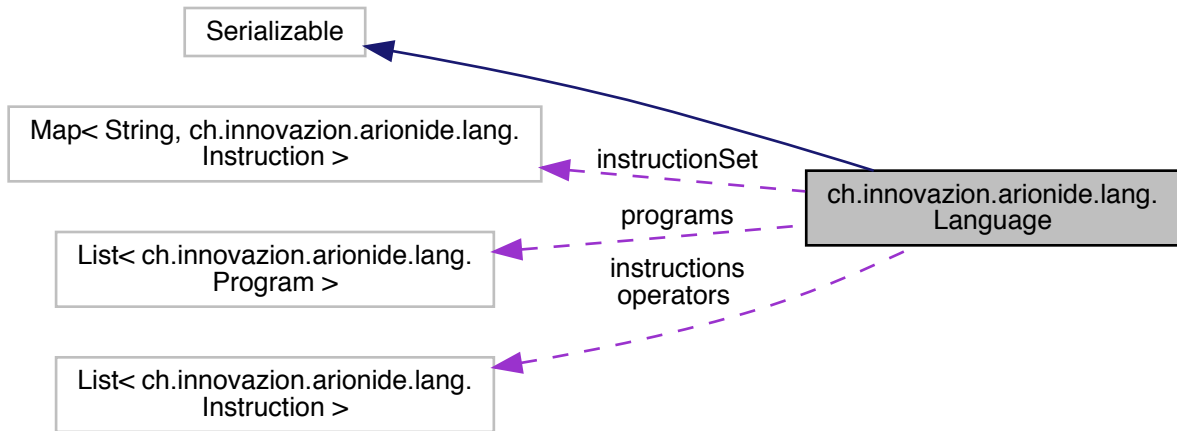 Serializable
Map< String, ch.innovazion.arionide.lang.
Instruction >
instructionSet
ch.innovazion.arionide.lang.
Language
programs
List< ch.innovazion.arionide.lang.
Program >
instructions
operators
List< ch.innovazion.arionide.lang.
Instruction >